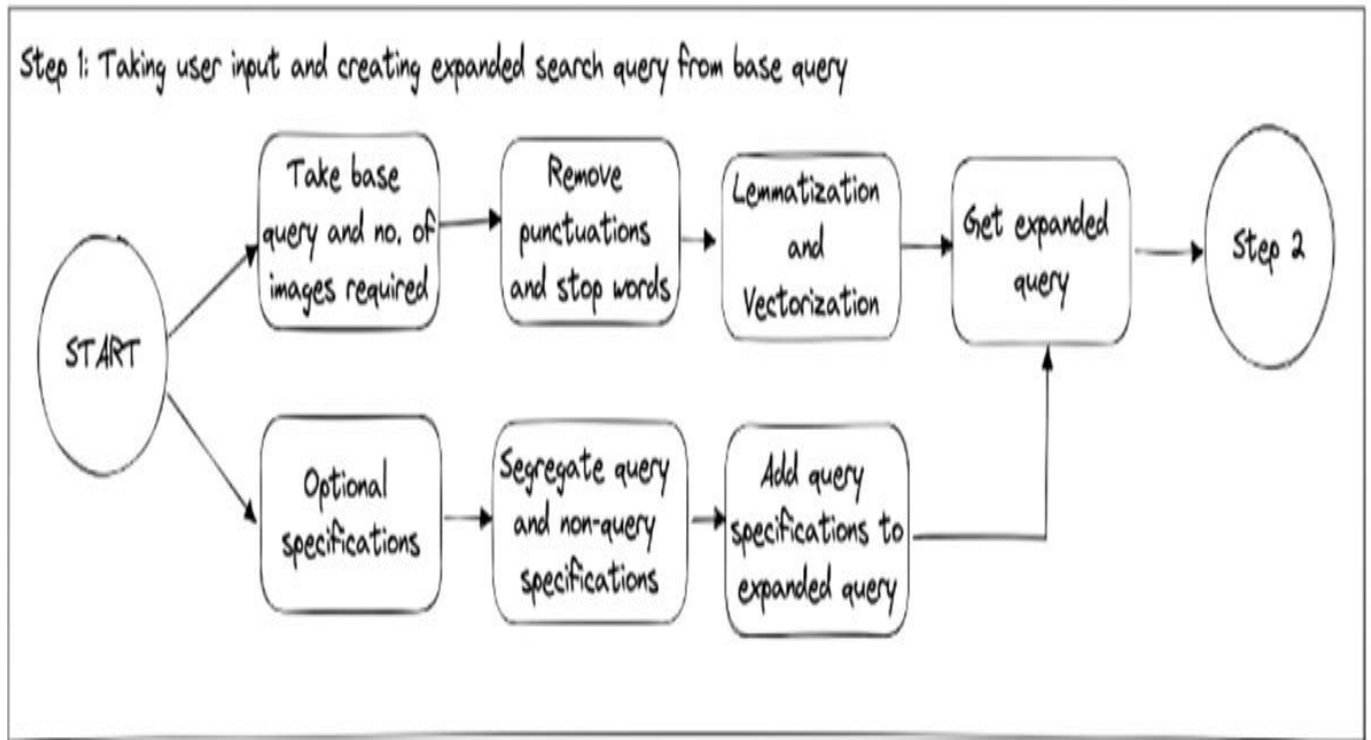 Step 1: Taking user input and creating expanded search query from base query
START
Take base
query and no. of
images required
Remove
punctuations
and stop words
Lemmatization
and
Vectorization
Get expanded
query
Step 2
Optional
specifications
Segregate query
and non-query
specifications
Add query
specifications to
expanded query